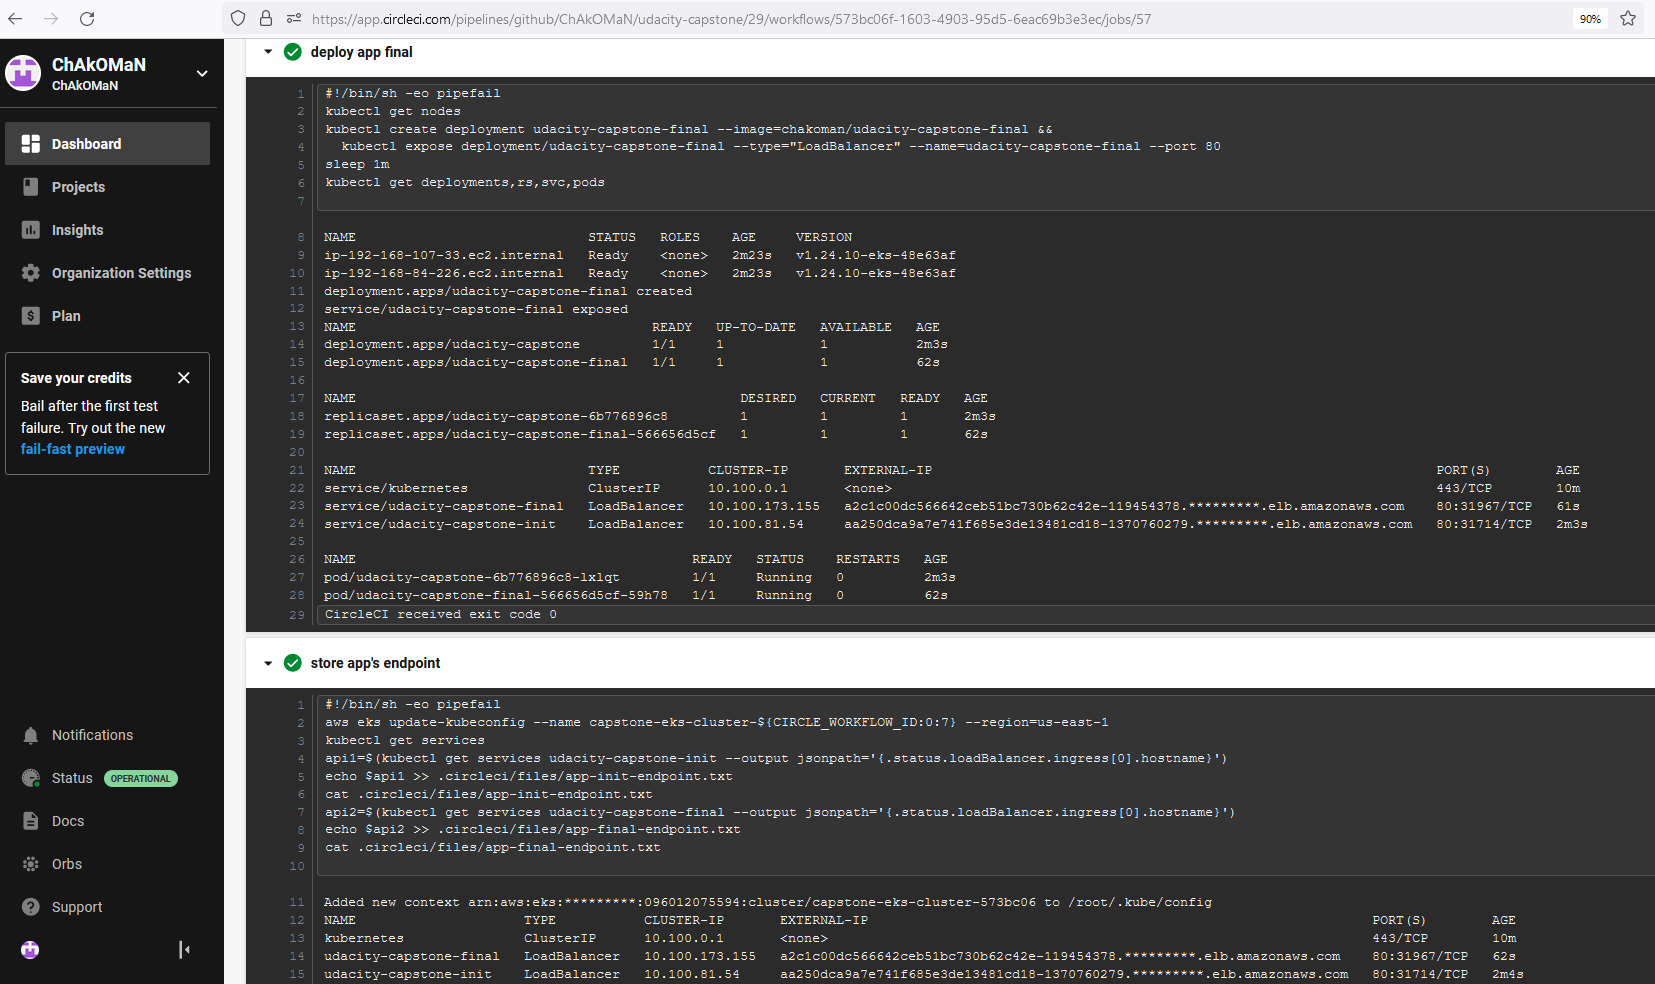 https://app.circleci.com/pipelines/github/ChAkOMaN/udacity-capstone/29/workflows/573bc06f-1603-4903-95d5-6eac69b3e3ec/jobs/57
90%
ChAkOMaN
ChAkOMaN
Dashboard
Projects
Insights
Organization Settings
Plan
Save your credits
Bail after the first test
failure. Try out the new
fail-fast preview
Notifications
Status OPERATIONAL
Docs
Orbs
Support
deploy app final
1 #!/bin/sh -eo pipefail
2 kubectl get nodes
3 kubectl create deployment udacity-capstone-final --image=chakoman/udacity-capstone-final &&
4 kubectl expose deployment/udacity-capstone-final --type="LoadBalancer" --name=udacity-capstone-final --port 80
5 sleep 1m
6 kubectl get deployments,rs,svc,pods
7
8 NAME STATUS ROLES AGE VERSION
9 ip-192-168-107-33.ec2.internal Ready <none> 2m23s v1.24.10-eks-48e63af
10 ip-192-168-84-226.ec2.internal Ready <none> 2m23s v1.24.10-eks-48e63af
11 deployment.apps/udacity-capstone-final created
12 service/udacity-capstone-final exposed
13 NAME READY UP-TO-DATE AVAILABLE AGE
14 deployment.apps/udacity-capstone 1/1 1 1 2m3s
15 deployment.apps/udacity-capstone-final 1/1 1 1 62s
16
17 NAME DESIRED CURRENT READY AGE
18 replicaset.apps/udacity-capstone-6b776896c8 1 1 1 2m3s
19 replicaset.apps/udacity-capstone-final-566656d5cf 1 1 1 62s
20
21 NAME TYPE CLUSTER-IP EXTERNAL-IP PORT(S) AGE
22 service/kubernetes ClusterIP 10.100.0.1 <none> 443/TCP 10m
23 service/udacity-capstone-final LoadBalancer 10.100.173.155 a2c1c00dc566642ceb51bc730b62c42e-119454378.*********.elb.amazonaws.com 80:31967/TCP 61s
24 service/udacity-capstone-init LoadBalancer 10.100.81.54 aa250dca9a7e741f685e3de13481cd18-1370760279.*********.elb.amazonaws.com 80:31714/TCP 2m3s
25
26 NAME READY STATUS RESTARTS AGE
27 pod/udacity-capstone-6b776896c8-lxlqt 1/1 Running 0 2m3s
28 pod/udacity-capstone-final-566656d5cf-59h78 1/1 Running 0 62s
29 CircleCI received exit code 0
store app's endpoint
1 #!/bin/sh -eo pipefail
2 aws eks update-kubeconfig --name capstone-eks-cluster-${CIRCLE_WORKFLOW_ID:0:7} --region=us-east-1
3 kubectl get services
4 api1=$(kubectl get services udacity-capstone-init --output jsonpath='{.status.loadBalancer.ingress[0].hostname}')
5 echo $api1 >> .circleci/files/app-init-endpoint.txt
6 cat .circleci/files/app-init-endpoint.txt
7 api2=$(kubectl get services udacity-capstone-final --output jsonpath='{.status.loadBalancer.ingress[0].hostname}')
8 echo $api2 >> .circleci/files/app-final-endpoint.txt
9 cat .circleci/files/app-final-endpoint.txt
10
11 Added new context arn:aws:eks:*********:096012075594:cluster/capstone-eks-cluster-573bc06 to /root/.kube/config
12 NAME TYPE CLUSTER-IP EXTERNAL-IP PORT(S) AGE
13 kubernetes ClusterIP 10.100.0.1 <none> 443/TCP 10m
14 udacity-capstone-final LoadBalancer 10.100.173.155 a2c1c00dc566642ceb51bc730b62c42e-119454378.*********.elb.amazonaws.com 80:31967/TCP 62s
15 udacity-capstone-init LoadBalancer 10.100.81.54 aa250dca9a7e741f685e3de13481cd18-1370760279.*********.elb.amazonaws.com 80:31714/TCP 2m4s